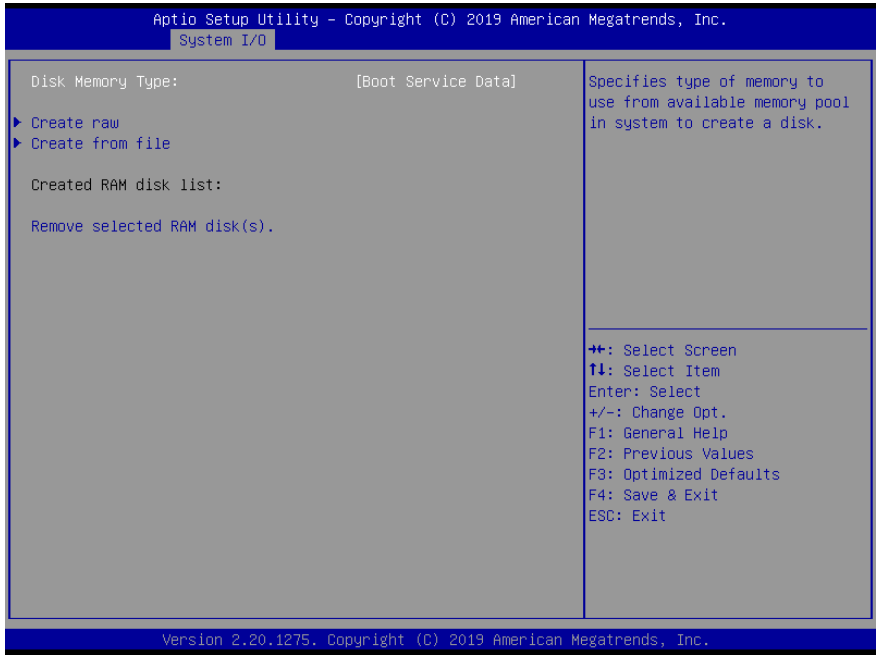 Aptio Setup Utility – Copyright (C) 2019 American Megatrends, Inc.
System I/O
Disk Memory Type: [Boot Service Data]
Create raw
Create from file
Created RAM disk list:
Remove selected RAM disk(s).
Specifies type of memory to
use from available memory pool
in system to create a disk.
→←: Select Screen
↑↓: Select Item
Enter: Select
+/-: Change Opt.
F1: General Help
F2: Previous Values
F3: Optimized Defaults
F4: Save & Exit
ESC: Exit
Version 2.20.1275. Copyright (C) 2019 American Megatrends, Inc.